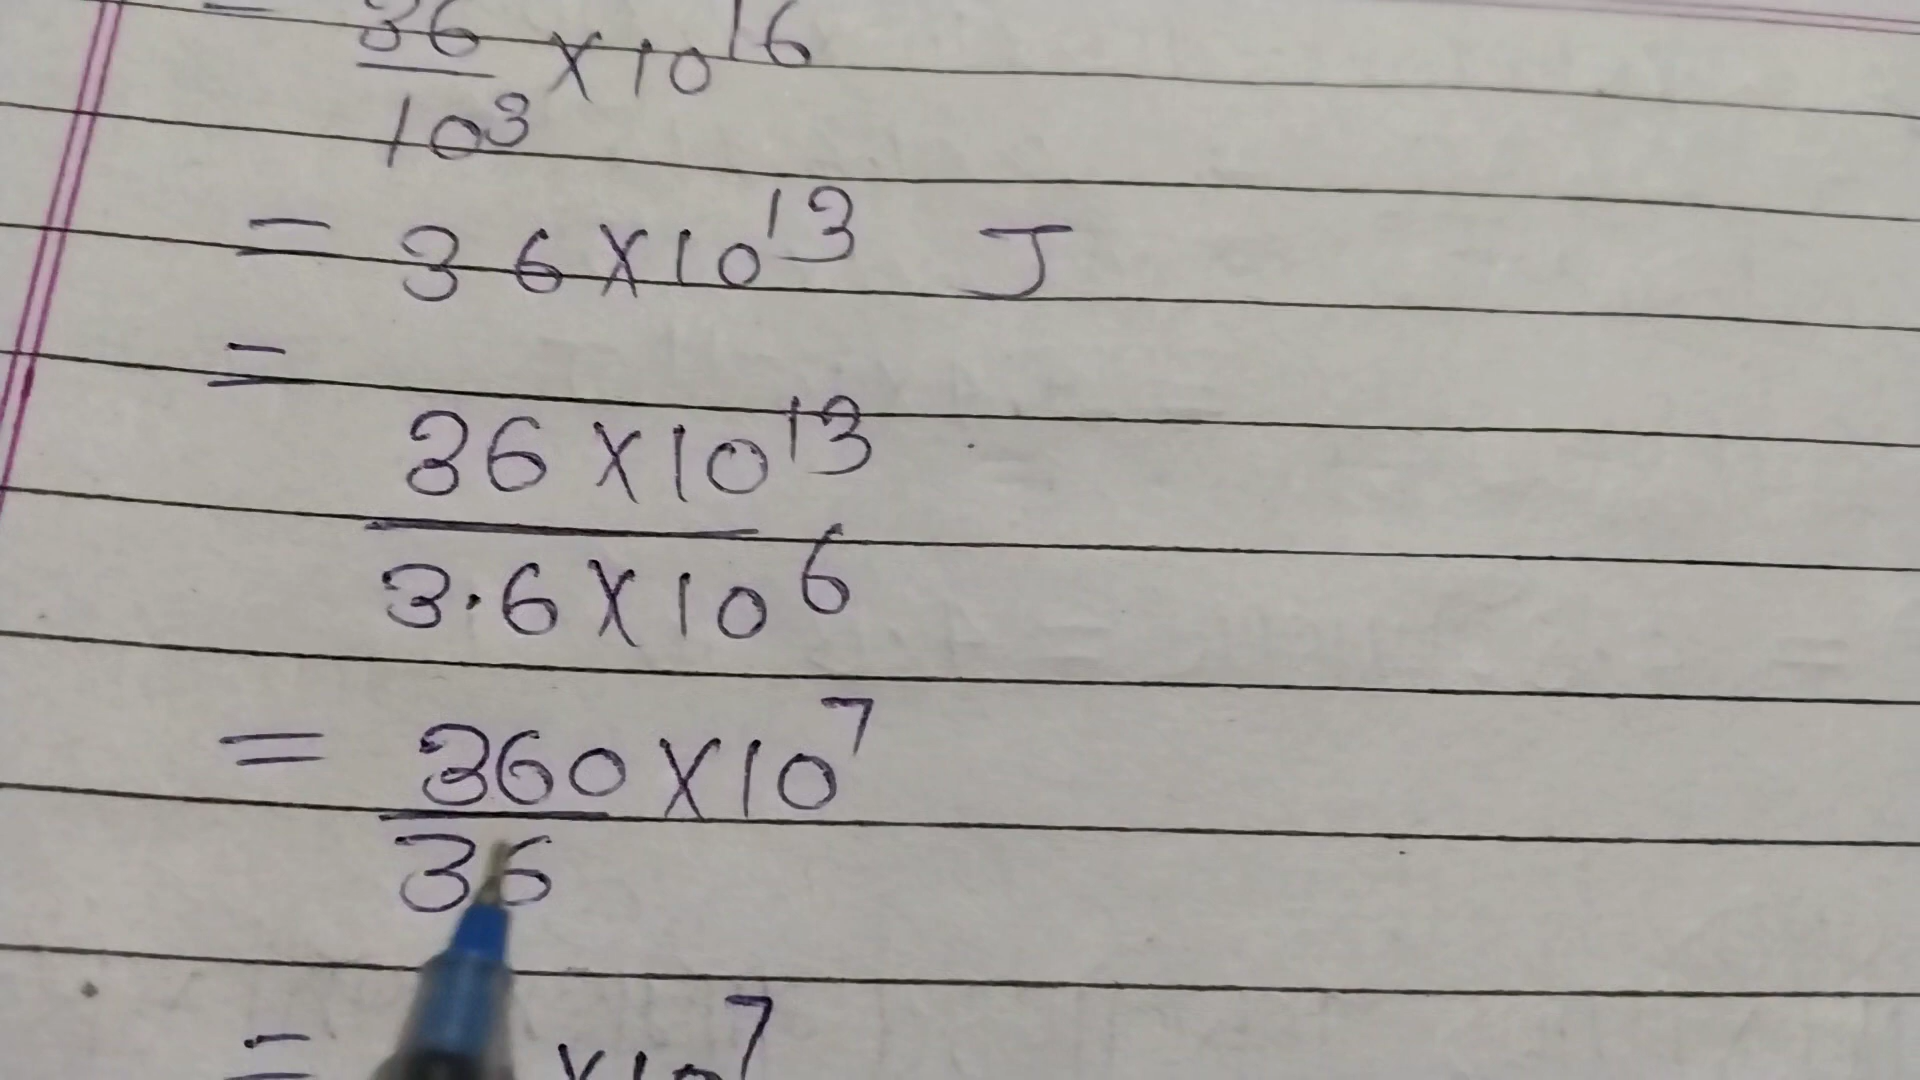 = 36/10³ × 10¹⁶
= 36 × 10¹³ J
= 36 × 10¹³ / 3.6 × 10⁶
= 360/36 × 10⁷
= × 10⁷